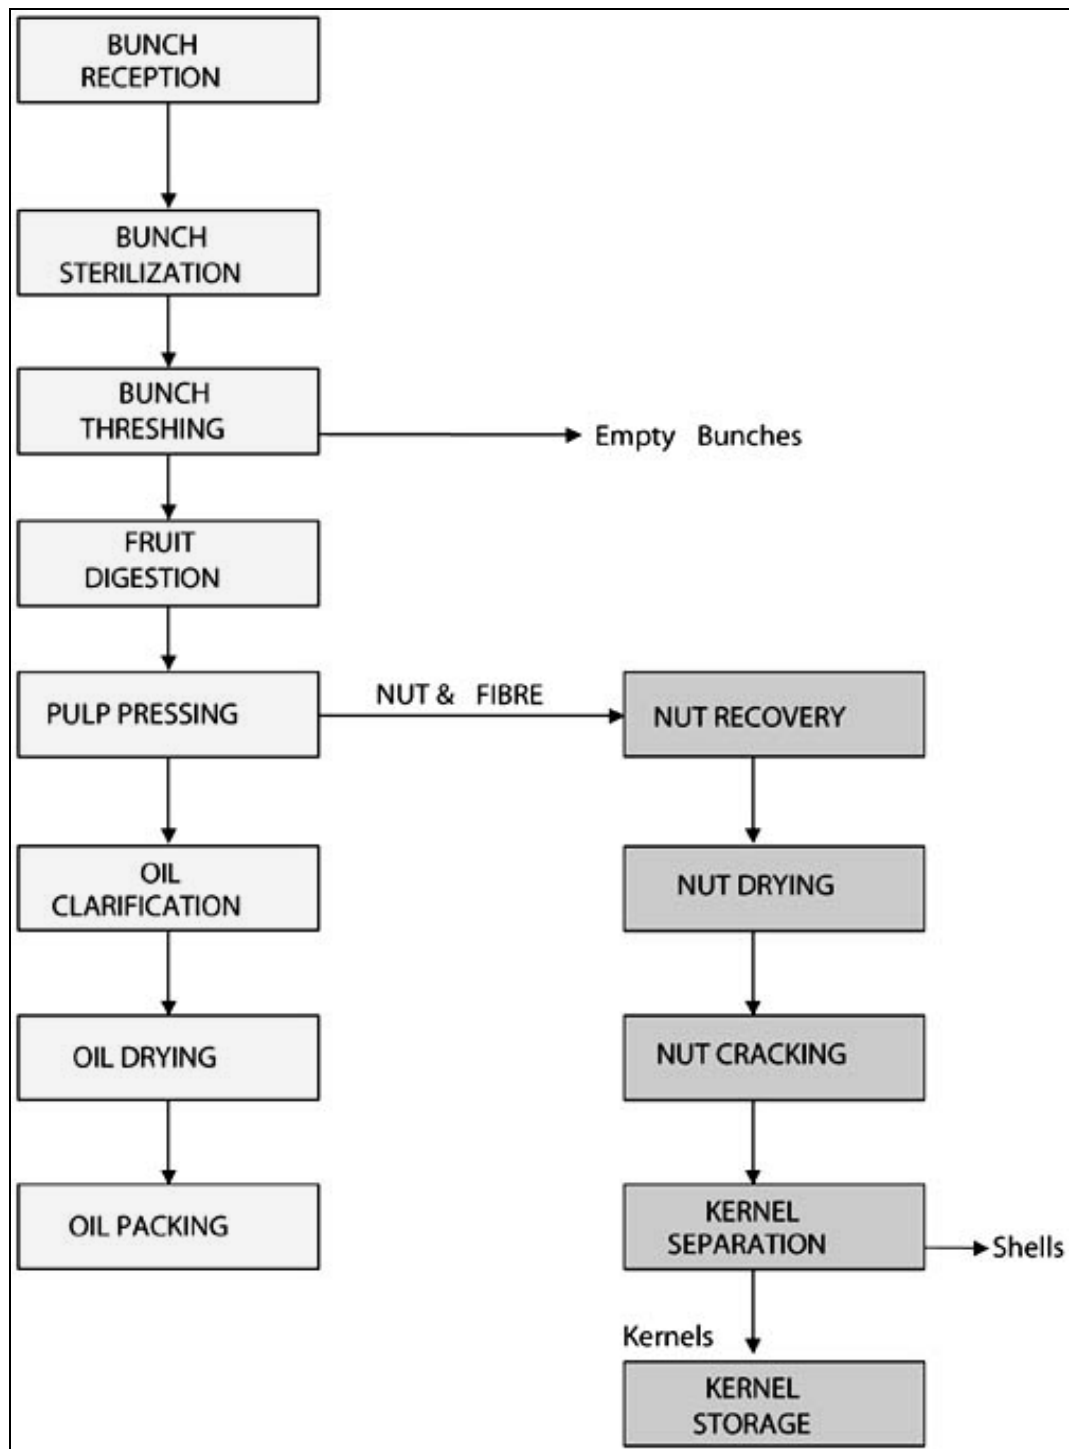 BUNCH
RECEPTION
BUNCH
STERILIZATION
BUNCH
THRESHING
Empty Bunches
FRUIT
DIGESTION
PULP PRESSING
NUT & FIBRE
NUT RECOVERY
OIL
CLARIFICATION
NUT DRYING
OIL DRYING
NUT CRACKING
OIL PACKING
KERNEL
SEPARATION
Shells
Kernels
KERNEL
STORAGE